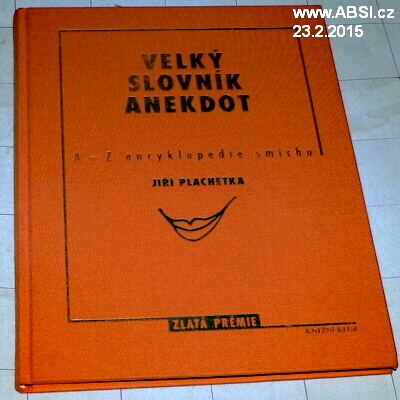 www.ABSI.cz
23.2.2015
VELKÝ
SLOVNÍK
ANEKDOT
A – Z encyklopedie smíchu
JIŘÍ PLACHETKA
ZLATÁ PRÉMIE
KNIŽNÍ KLUB